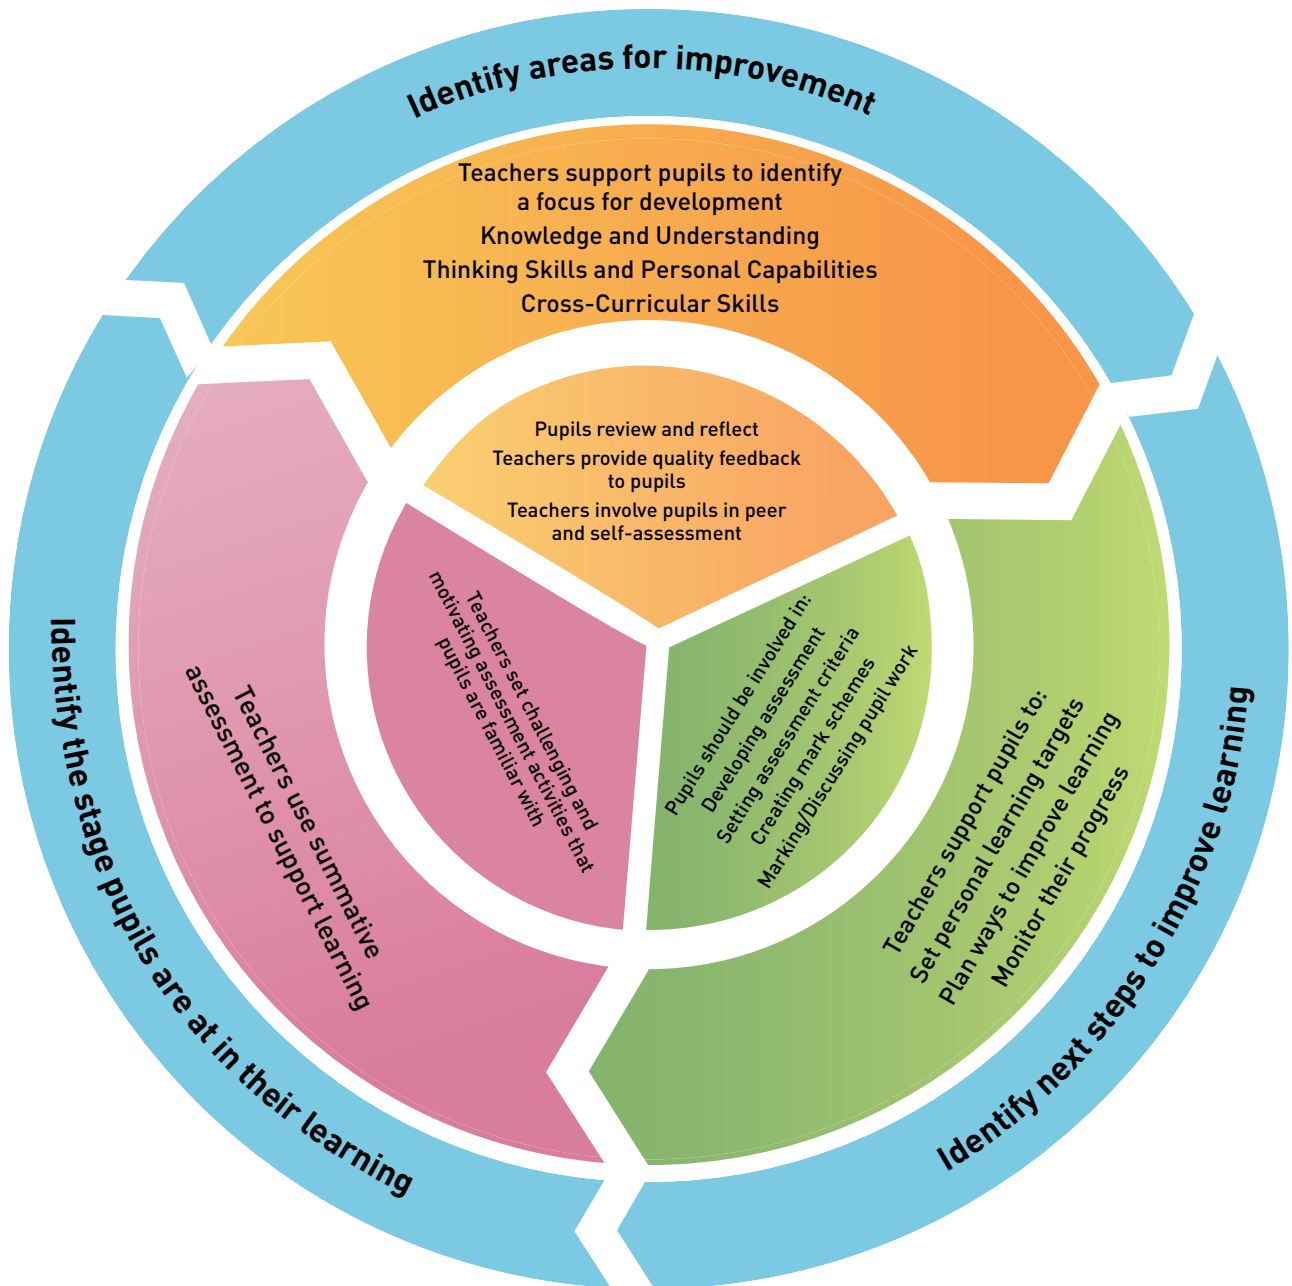 Identify areas for improvement
Teachers support pupils to identify
a focus for development
Knowledge and Understanding
Thinking Skills and Personal Capabilities
Cross-Curricular Skills
Pupils review and reflect
Teachers provide quality feedback
to pupils
Teachers involve pupils in peer
and self-assessment
Identify next steps to improve learning
Teachers support pupils to:
Set personal learning targets
Plan ways to improve learning
Monitor their progress
Pupils should be involved in:
Developing assessment
Setting assessment criteria
Creating mark schemes
Marking/Discussing pupil work
Identify the stage pupils are at in their learning
Teachers use summative
assessment to support learning
Teachers set challenging and
motivating assessment activities that
pupils are familiar with